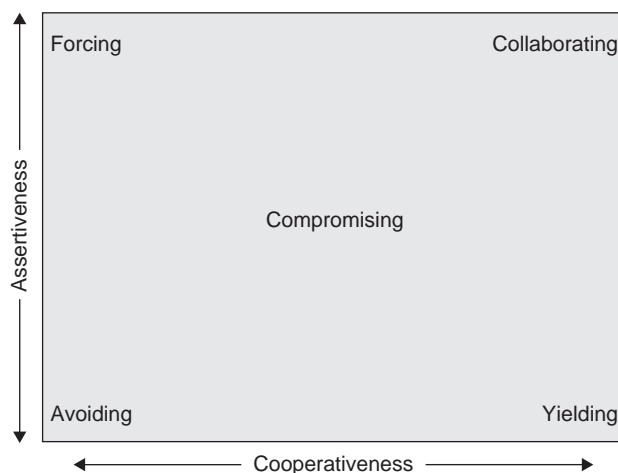 Forcing
Collaborating
Assertiveness
Compromising
Avoiding
Yielding
Cooperativeness